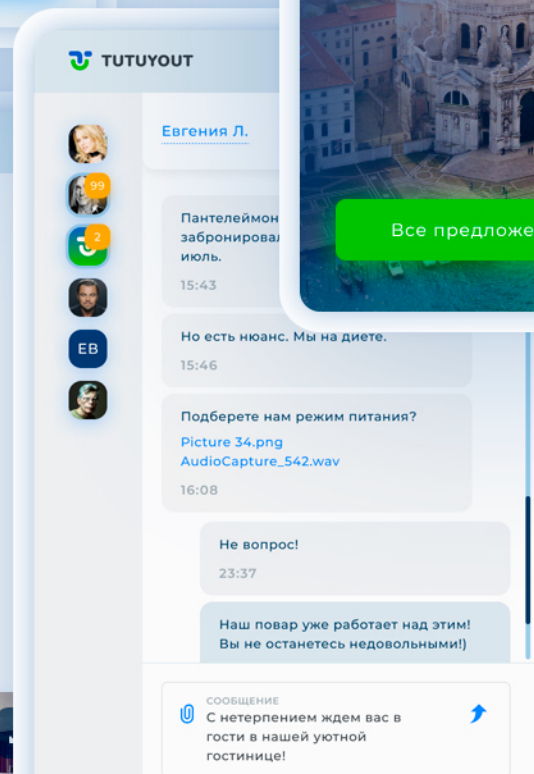 TUTUYOUT
Евгения Л.
99
2
EB
Пантелеймон
июль.
15:43
Все
Но есть нюанс. Мы на диете.
15:46
Подберете нам режим питания?
Picture 34.png
AudioCapture_542.wav
16:08
Не вопрос!
23:37
Наш повар уже работает над этим!
Вы не останетесь недовольными!)
СООБЩЕНИЕ
С нетерпением ждем вас в
гости в нашей уютной
гостинице!